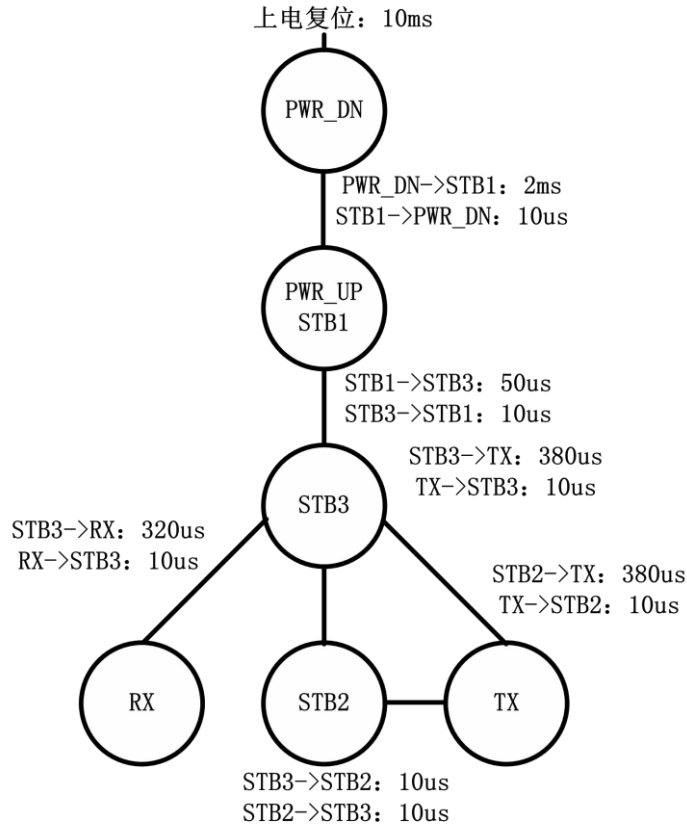 上电复位：10ms
PWR_DN
PWR_DN->STB1：2ms
STB1->PWR_DN：10us
PWR_UP
STB1
STB1->STB3：50us
STB3->STB1：10us
STB3->TX：380us
TX->STB3：10us
STB3
STB3->RX：320us
RX->STB3：10us
STB2->TX：380us
TX->STB2：10us
RX
STB2
TX
STB3->STB2：10us
STB2->STB3：10us